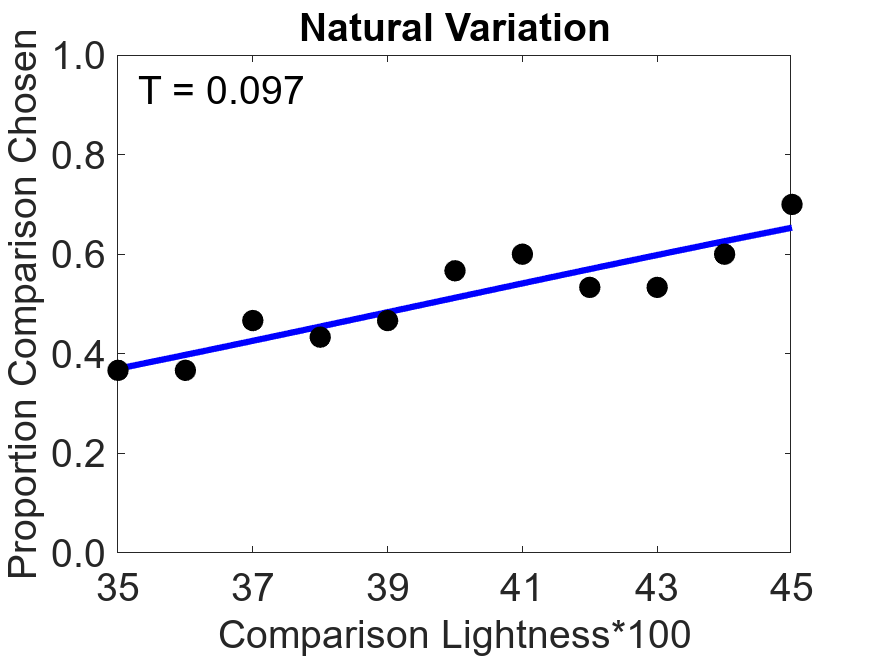 Natural Variation
T = 0.097
Proportion Comparison Chosen
1.0
0.8
0.6
0.4
0.2
0.0
35 37 39 41 43 45
Comparison Lightness*100